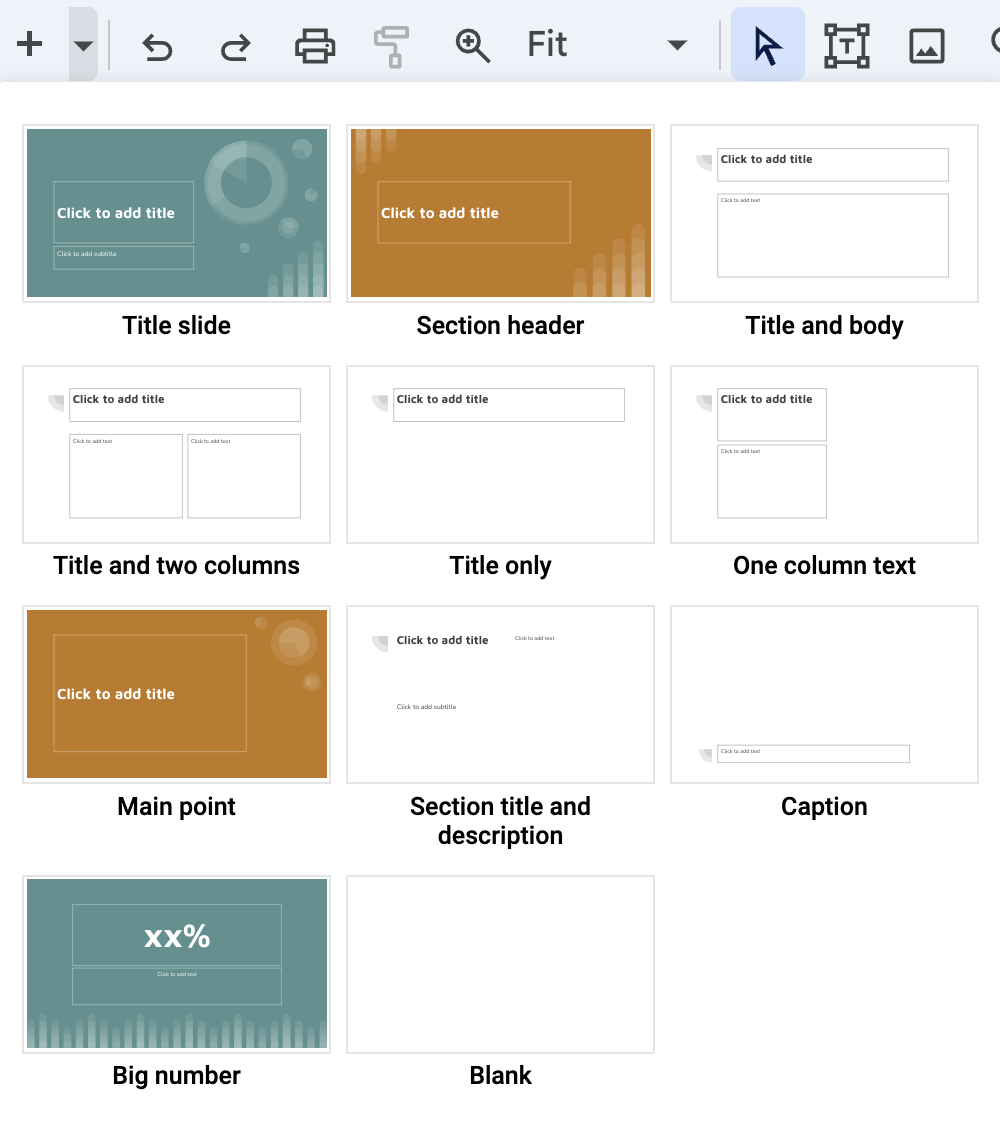 Fit
Click to add title
Click to add subtitle
Title slide
Click to add title
Section header
Click to add title
Click to add text
Title and body
Click to add title
Click to add text
Click to add text
Title and two columns
Click to add title
Title only
Click to add title
Click to add text
One column text
Click to add title
Main point
Click to add title
Click to add text
Click to add subtitle
Section title and
description
Click to add text
Caption
xx%
Click to add text
Big number
Blank